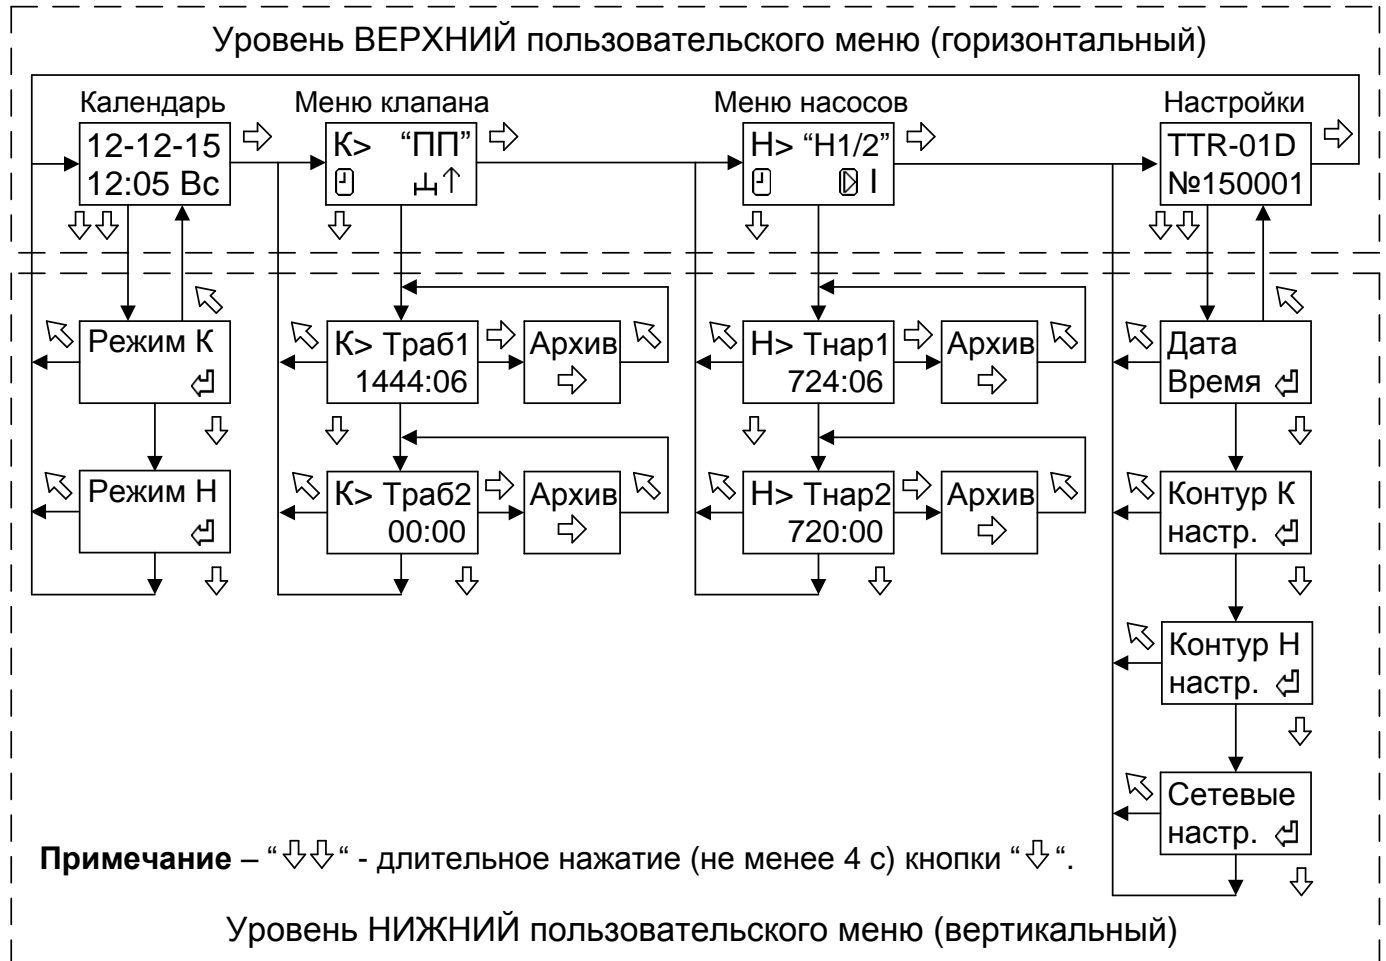 Уровень ВЕРХНИЙ пользовательского меню (горизонтальный)
Календарь
12-12-15
12:05 Вс
Меню клапана
К> “ПП”
Меню насосов
Н> “Н1/2”
Настройки
TTR-01D
№150001
Режим К
К> Траб1
1444:06
Архив
Н> Тнар1
724:06
Архив
Дата
Время
Режим Н
К> Траб2
00:00
Архив
Н> Тнар2
720:00
Архив
Контур К
настр.
Контур Н
настр.
Сетевые
настр.
Примечание – “⇩⇩“ - длительное нажатие (не менее 4 с) кнопки “⇩“.
Уровень НИЖНИЙ пользовательского меню (вертикальный)